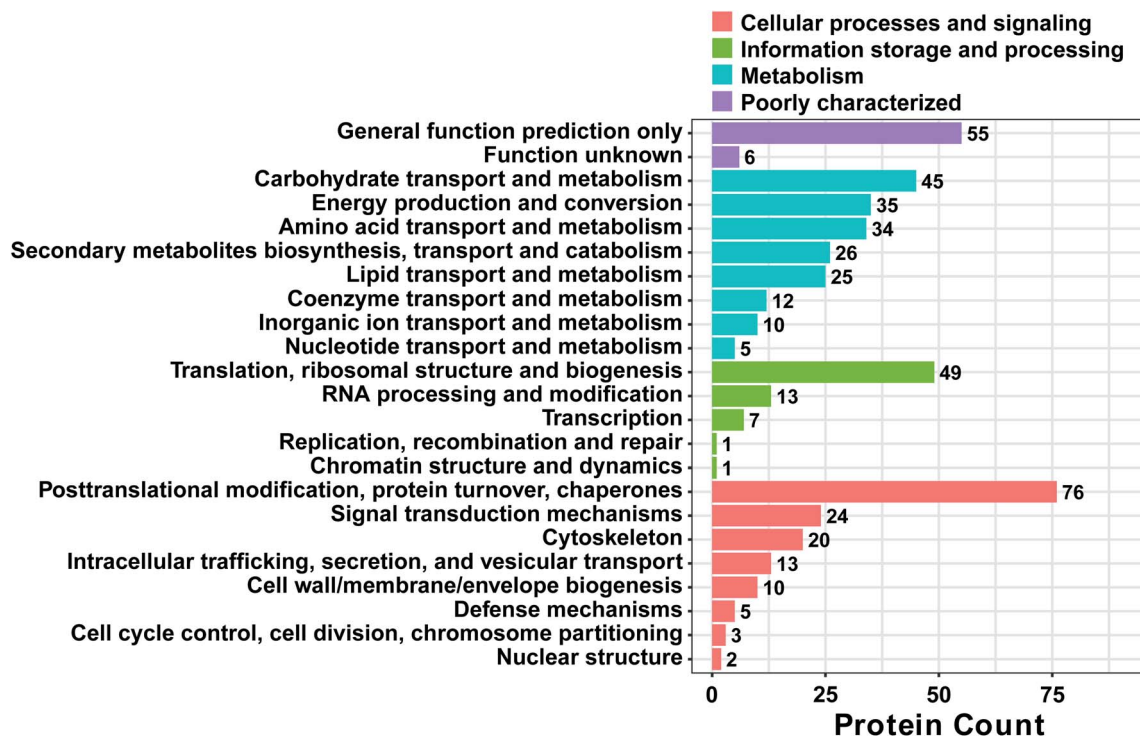 Cellular processes and signaling
Information storage and processing
Metabolism
Poorly characterized
General function prediction only 55
Function unknown 6
Carbohydrate transport and metabolism 45
Energy production and conversion 35
Amino acid transport and metabolism 34
Secondary metabolites biosynthesis, transport and catabolism 26
Lipid transport and metabolism 25
Coenzyme transport and metabolism 12
Inorganic ion transport and metabolism 10
Nucleotide transport and metabolism 5
Translation, ribosomal structure and biogenesis 49
RNA processing and modification 13
Transcription 7
Replication, recombination and repair 1
Chromatin structure and dynamics 1
Posttranslational modification, protein turnover, chaperones 76
Signal transduction mechanisms 24
Cytoskeleton 20
Intracellular trafficking, secretion, and vesicular transport 13
Cell wall/membrane/envelope biogenesis 10
Defense mechanisms 5
Cell cycle control, cell division, chromosome partitioning 3
Nuclear structure 2
0 25 50 75
Protein Count